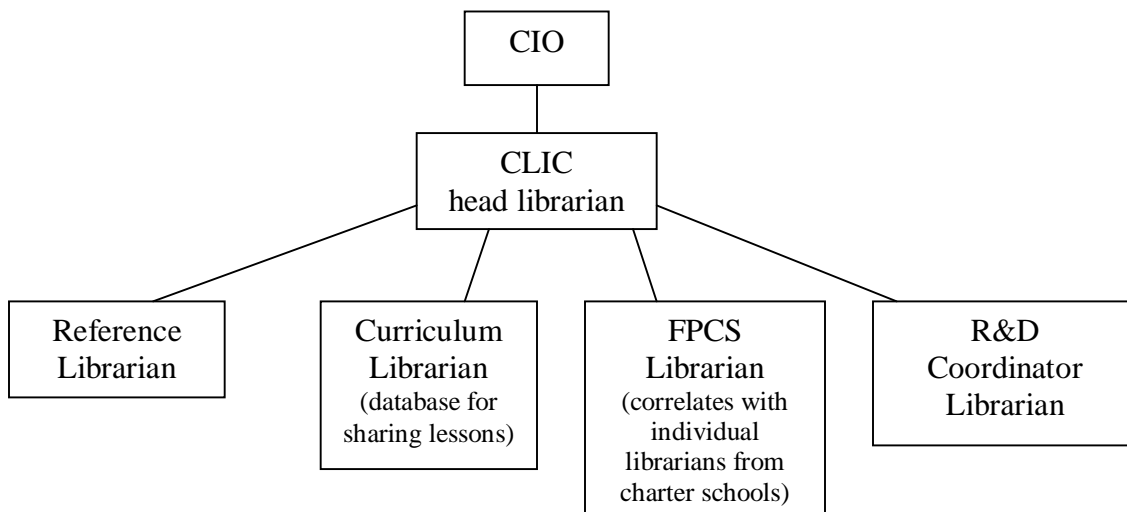 CIO
CLIC
head librarian
Reference
Librarian
Curriculum
Librarian
(database for
sharing lessons)
FPCS
Librarian
(correlates with
individual
librarians from
charter schools)
R&D
Coordinator
Librarian